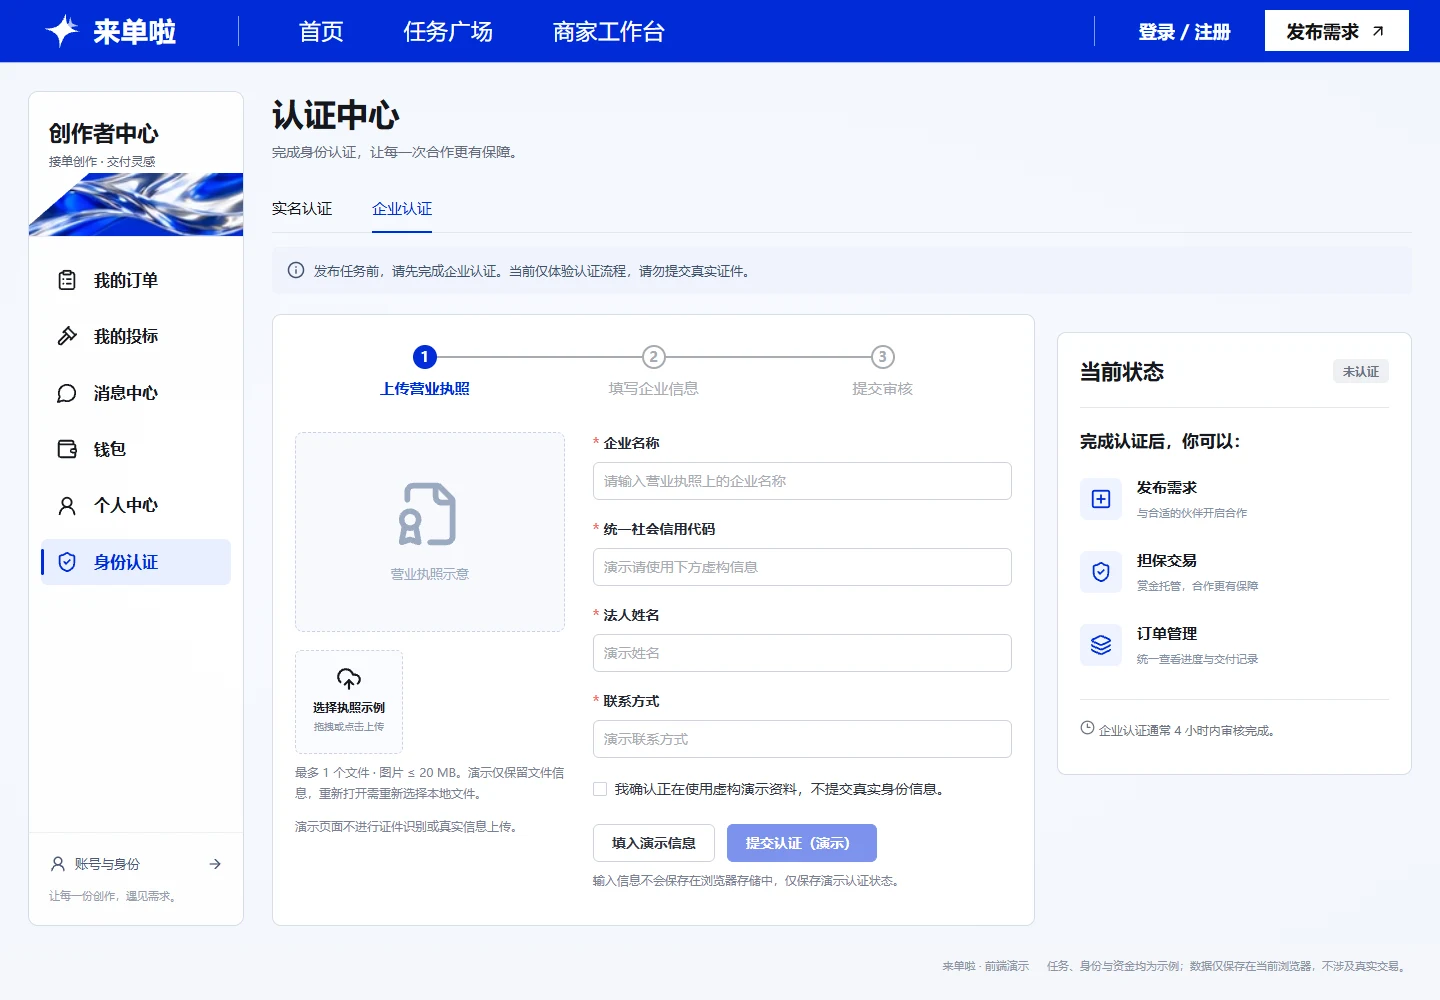 来单啦
首页
任务广场
商家工作台
登录 / 注册
发布需求
创作者中心
接单创作 · 交付灵感
我的订单
我的投标
消息中心
钱包
个人中心
身份认证
账号与身份
让每一份创作，遇见需求。
认证中心
完成身份认证，让每一次合作更有保障。
实名认证
企业认证
发布任务前，请先完成企业认证。当前仅体验认证流程，请勿提交真实证件。
1
2
3
上传营业执照
填写企业信息
提交审核
营业执照示意
选择执照示例
拖拽或点击上传
最多 1 个文件 · 图片 ≤ 20 MB。演示仅保留文件信
息，重新打开需重新选择本地文件。
演示页面不进行证件识别或真实信息上传。
* 企业名称
请输入营业执照上的企业名称
* 统一社会信用代码
演示请使用下方虚构信息
* 法人姓名
演示姓名
* 联系方式
演示联系方式
我确认正在使用虚构演示资料，不提交真实身份信息。
填入演示信息
提交认证（演示）
输入信息不会保存在浏览器存储中，仅保存演示认证状态。
当前状态
未认证
完成认证后，你可以：
发布需求
与合适的伙伴开启合作
担保交易
赏金托管，合作更有保障
订单管理
统一查看进度与交付记录
企业认证通常 4 小时内审核完成。
来单啦 · 前端演示
任务、身份与资金均为示例；数据仅保存在当前浏览器，不涉及真实交易。